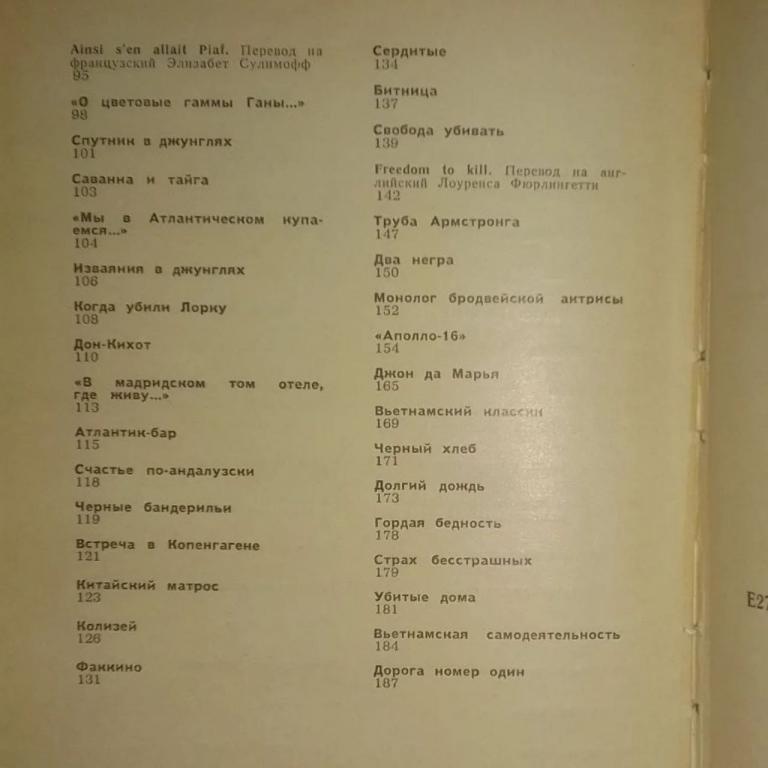 Ainsi s'en allait Piaf. Перевод на
французский Элизабет Сулимофф
95
«О цветовые гаммы Ганы...»
98
Спутник в джунглях
101
Саванна и тайга
103
«Мы в Атлантическом купа-
емся...»
104
Изваяния в джунглях
106
Когда убили Лорку
108
Дон-Кихот
110
«В мадридском том отеле,
где живу...»
113
Атлантик-бар
115
Счастье по-андалузски
118
Черные бандерильи
119
Встреча в Копенгагене
121
Китайский матрос
123
Колизей
126
Факкино
131
Сердитые
134
Битница
137
Свобода убивать
139
Freedom to kill. Перевод на анг-
лийский Лоуренса Фюрлингетти
142
Труба Армстронга
147
Два негра
150
Монолог бродвейской актрисы
152
«Аполло-16»
154
Джон да Марья
165
Вьетнамский классик
169
Черный хлеб
171
Долгий дождь
173
Гордая бедность
178
Страх бесстрашных
179
Убитые дома
181
Вьетнамская самодеятельность
184
Дорога номер один
187
Е27